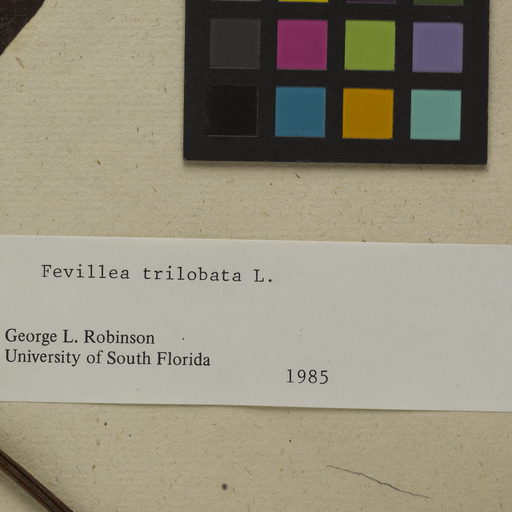 Fevillea trilobata L.
George L. Robinson
University of South Florida
1985